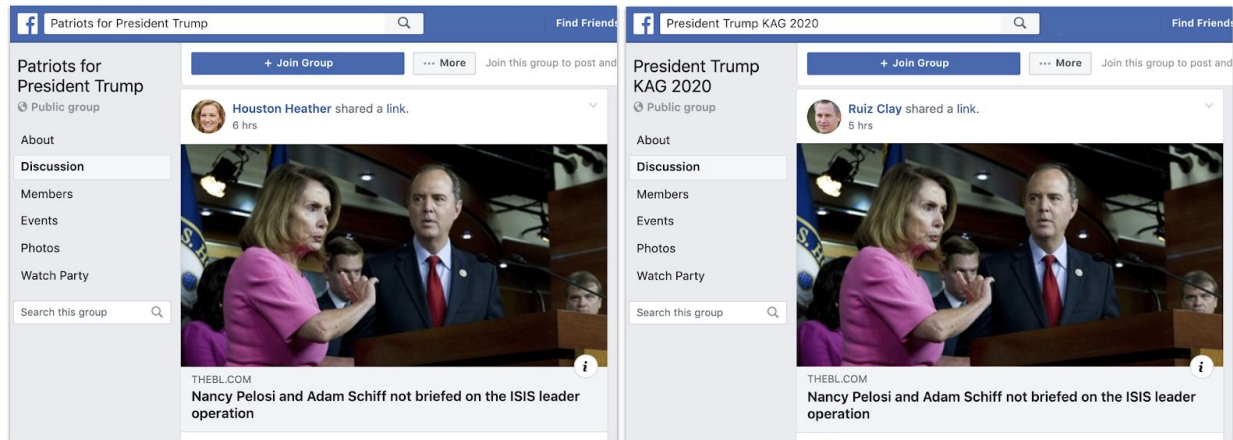 Patriots for President Trump
Find Friends
Patriots for
President Trump
Public group
About
Discussion
Members
Events
Photos
Watch Party
Search this group
+ Join Group
••• More
Join this group to post and
Houston Heather shared a link.
6 hrs
THEBL.COM
Nancy Pelosi and Adam Schiff not briefed on the ISIS leader
operation
President Trump KAG 2020
Find Friends
President Trump
KAG 2020
Public group
About
Discussion
Members
Events
Photos
Watch Party
Search this group
+ Join Group
••• More
Join this group to post and
Ruiz Clay shared a link.
5 hrs
THEBL.COM
Nancy Pelosi and Adam Schiff not briefed on the ISIS leader
operation